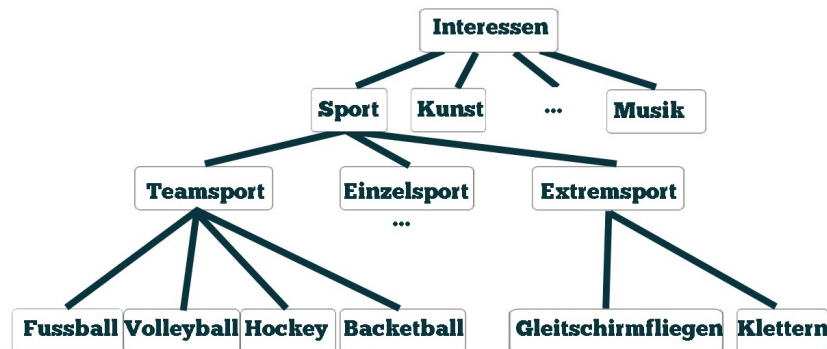 Interessen
Sport Kunst ... Musik
Teamsport Einzelsport Extremsport
...
Fussball Volleyball Hockey Backetball Gleitschirmfliegen Klettern